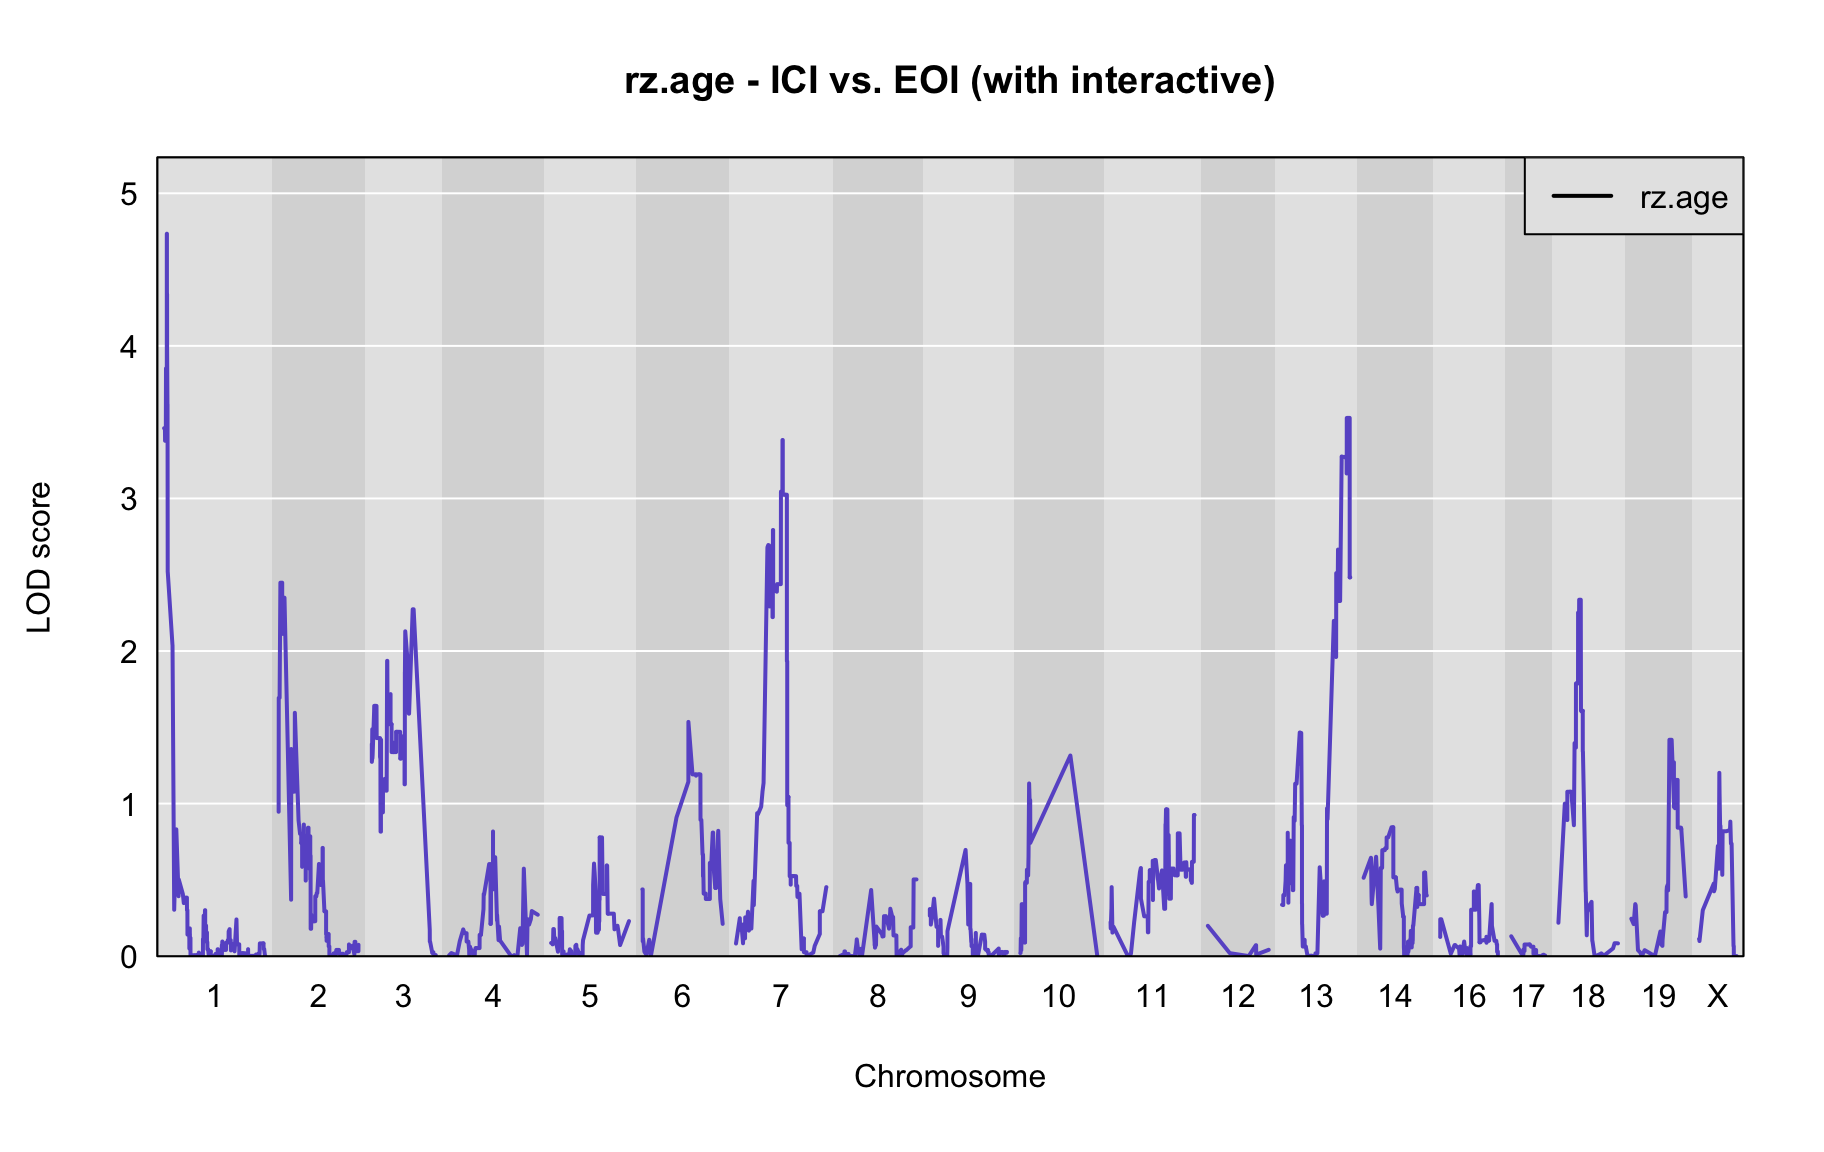 rz.age - ICI vs. EOI (with interactive)
rz.age
5
4
3
2
1
0
LOD score
1 2 3 4 5 6 7 8 9 10 11 12 13 14 16 17 18 19 X
Chromosome